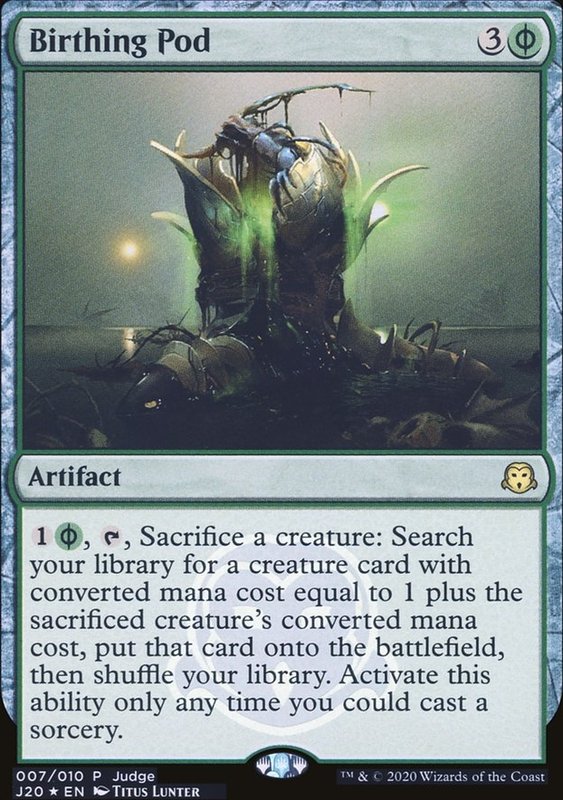 Birthing Pod 3
Artifact
1 , , Sacrifice a creature: Search
your library for a creature card with
converted mana cost equal to 1 plus the
sacrificed creature's converted mana
cost, put that card onto the battlefield,
then shuffle your library. Activate this
ability only any time you could cast a
sorcery.
007/010 P Judge
J20 ★ EN Titus Lunter
™ & © 2020 Wizards of the Coast